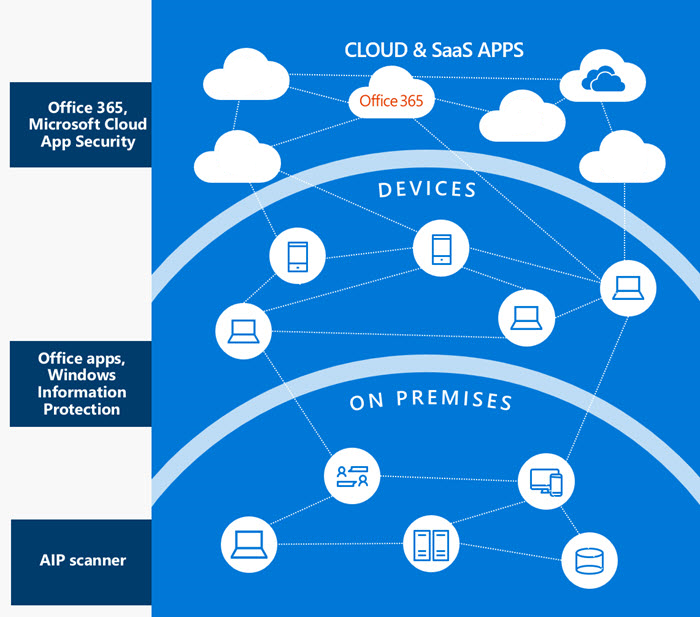 CLOUD & SaaS APPS
Office 365,
Microsoft Cloud
App Security
Office 365
DEVICES
Office apps,
Windows
Information
Protection
ON PREMISES
AIP scanner